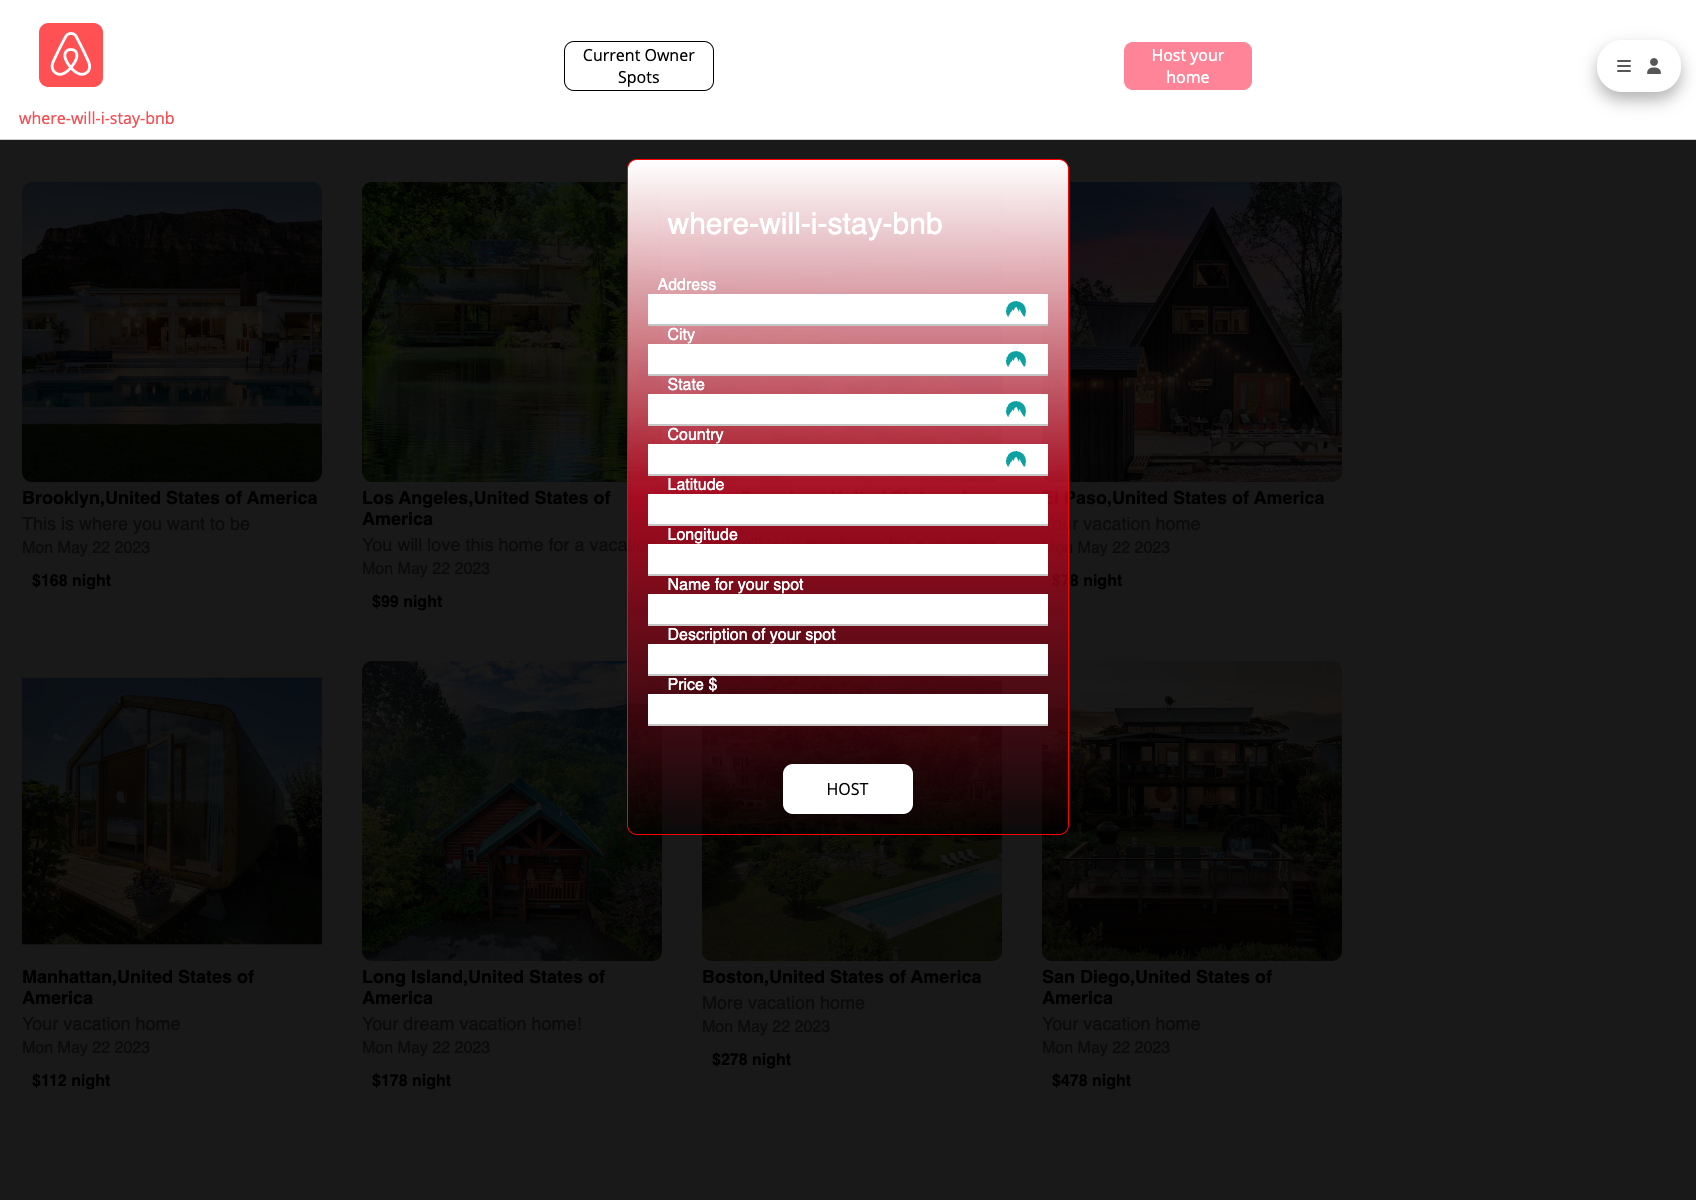 where-will-i-stay-bnb
Current Owner
Spots
Host your
home
where-will-i-stay-bnb
Address
City
State
Country
Latitude
Longitude
Name for your spot
Description of your spot
Price $
HOST
Brooklyn,United States of America
This is where you want to be
Mon May 22 2023
$168 night
Los Angeles,United States of
America
You will love this home for a vacation
Mon May 22 2023
$99 night
El Paso,United States of America
Your vacation home
Mon May 22 2023
$78 night
Manhattan,United States of
America
Your vacation home
Mon May 22 2023
$112 night
Long Island,United States of
America
Your dream vacation home!
Mon May 22 2023
$178 night
Boston,United States of America
More vacation home
Mon May 22 2023
$278 night
San Diego,United States of
America
Your vacation home
Mon May 22 2023
$478 night